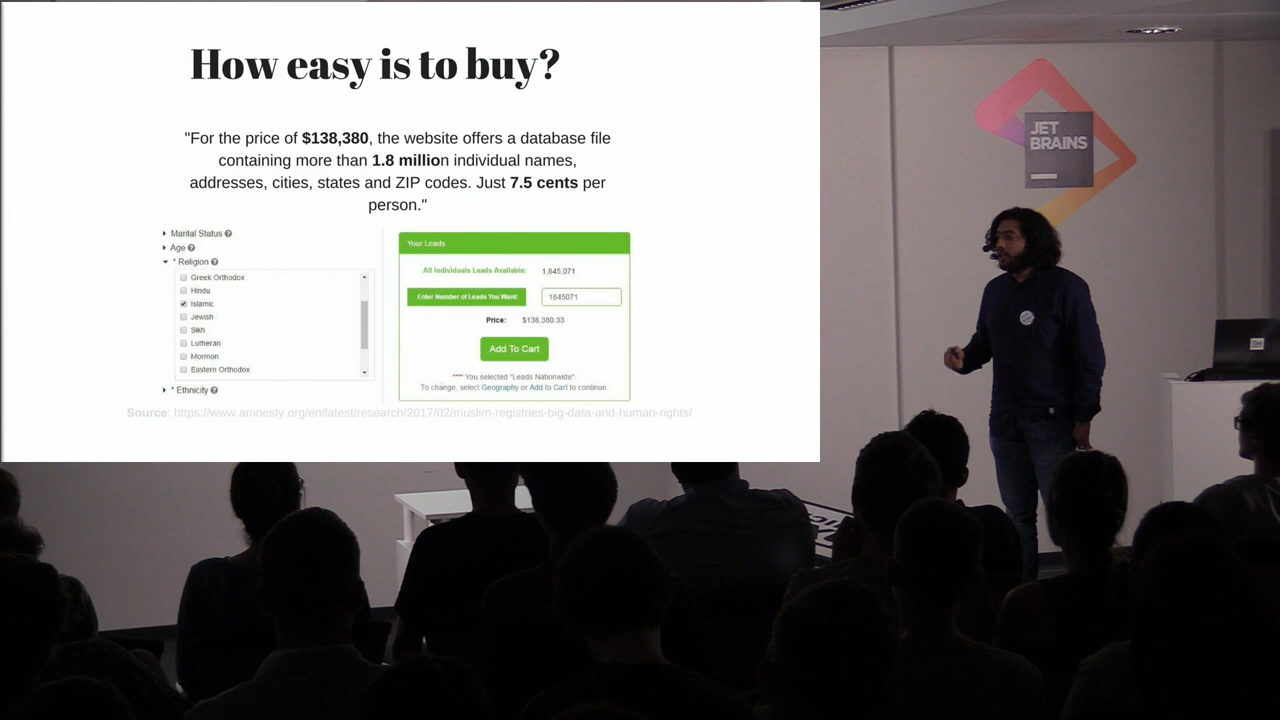 How easy is to buy?
"For the price of $138,380, the website offers a database file
containing more than 1.8 million individual names,
addresses, cities, states and ZIP codes. Just 7.5 cents per
person."
Marital Status
Age
* Religion
Greek Orthodox
Hindu
Islamic
Jewish
Sikh
Lutheran
Mormon
Eastern Orthodox
* Ethnicity
Your Leads
All Individuals Leads Available: 1,845,071
Enter Number of Leads You Want: 1845071
Price: $138,380.33
Add To Cart
**** You selected "Leads Nationwide".
To change, select Geography or Add to Cart to continue.
Source: https://www.amnesty.org/en/latest/research/2017/02/muslim-registries-big-data-and-human-rights/
JET
BRAINS